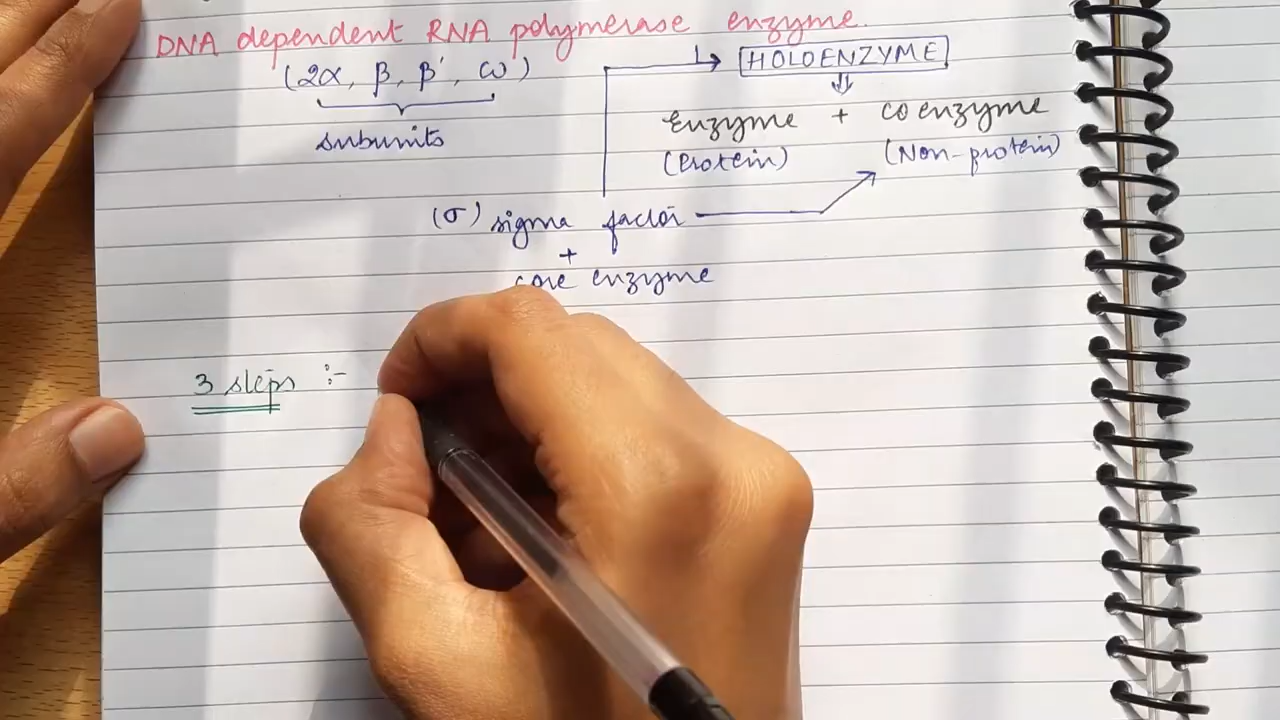 DNA dependent RNA polymerase enzyme.
(2α, β, β', ω)
subunits
HOLOENZYME
Enzyme + coenzyme
(Protein) (Non-protein)
(σ) sigma factor
+
core enzyme
3 steps :-